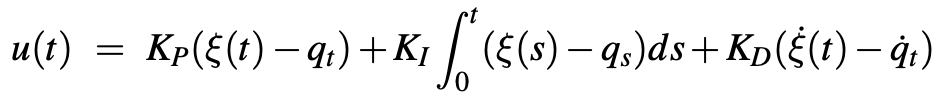 u(t) = K_P(ξ(t) − q_t) + K_I ∫_0^t (ξ(s) − q_s)ds + K_D(ξ̇(t) − q̇_t)